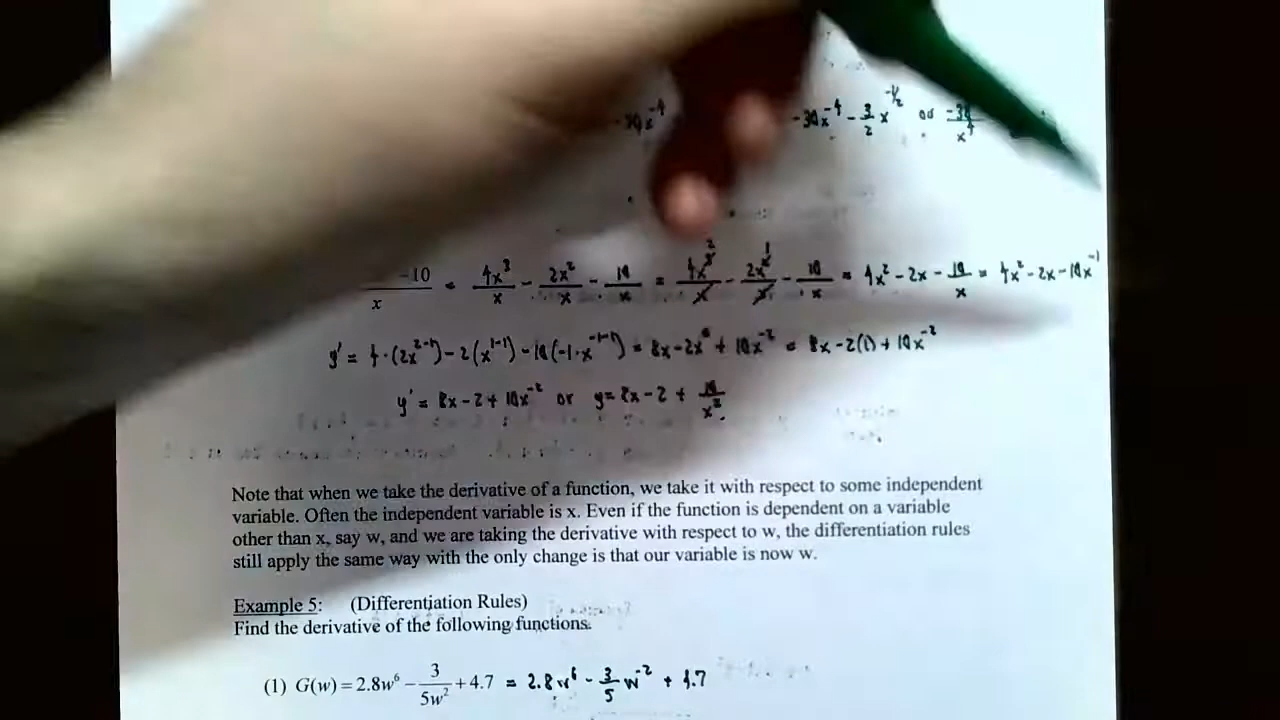 -30x⁻⁴ -30x⁻⁴ - 3/2 x^(-1/2) or -30/x⁴
-10/x = 4x³/x - 2x²/x - 10/x = 4x³/x - 2x²/x - 10/x = 4x² - 2x - 10/x = 4x² - 2x - 10x⁻¹
y' = 4·(2x²⁻¹) - 2(x¹⁻¹) - 10(-1·x⁻¹⁻¹) = 8x - 2x⁰ + 10x⁻² = 8x - 2(1) + 10x⁻²
y' = 8x - 2 + 10x⁻² or y = 8x - 2 + 10/x²
Note that when we take the derivative of a function, we take it with respect to some independent
variable. Often the independent variable is x. Even if the function is dependent on a variable
other than x, say w, and we are taking the derivative with respect to w, the differentiation rules
still apply the same way with the only change is that our variable is now w.
Example 5: (Differentiation Rules)
Find the derivative of the following functions.
(1) G(w) = 2.8w⁶ - 3/5w² + 4.7 = 2.8w⁶ - 3/5 w⁻² + 4.7